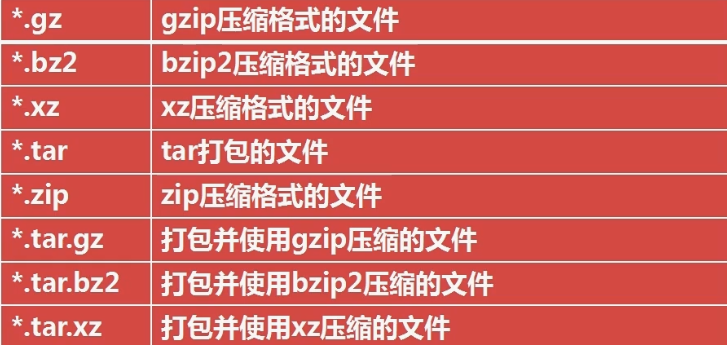 *.gz gzip压缩格式的文件
*.bz2 bzip2压缩格式的文件
*.xz xz压缩格式的文件
*.tar tar打包的文件
*.zip zip压缩格式的文件
*.tar.gz 打包并使用gzip压缩的文件
*.tar.bz2 打包并使用bzip2压缩的文件
*.tar.xz 打包并使用xz压缩的文件